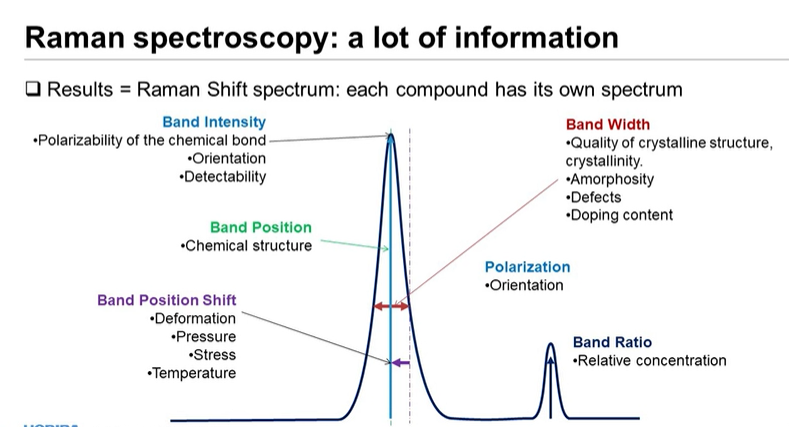 Raman spectroscopy: a lot of information
❑ Results = Raman Shift spectrum: each compound has its own spectrum
Band Intensity
•Polarizability of the chemical bond
•Orientation
•Detectability
Band Width
•Quality of crystalline structure,
crystallinity.
•Amorphosity
•Defects
•Doping content
Band Position
•Chemical structure
Polarization
•Orientation
Band Position Shift
•Deformation
•Pressure
•Stress
•Temperature
Band Ratio
•Relative concentration